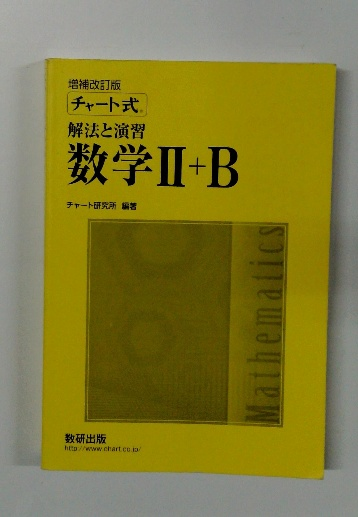 増補改訂版
チャート式®
解法と演習
数学Ⅱ+B
チャート研究所 編著
Mathematics
数研出版
http://www.chart.co.jp/